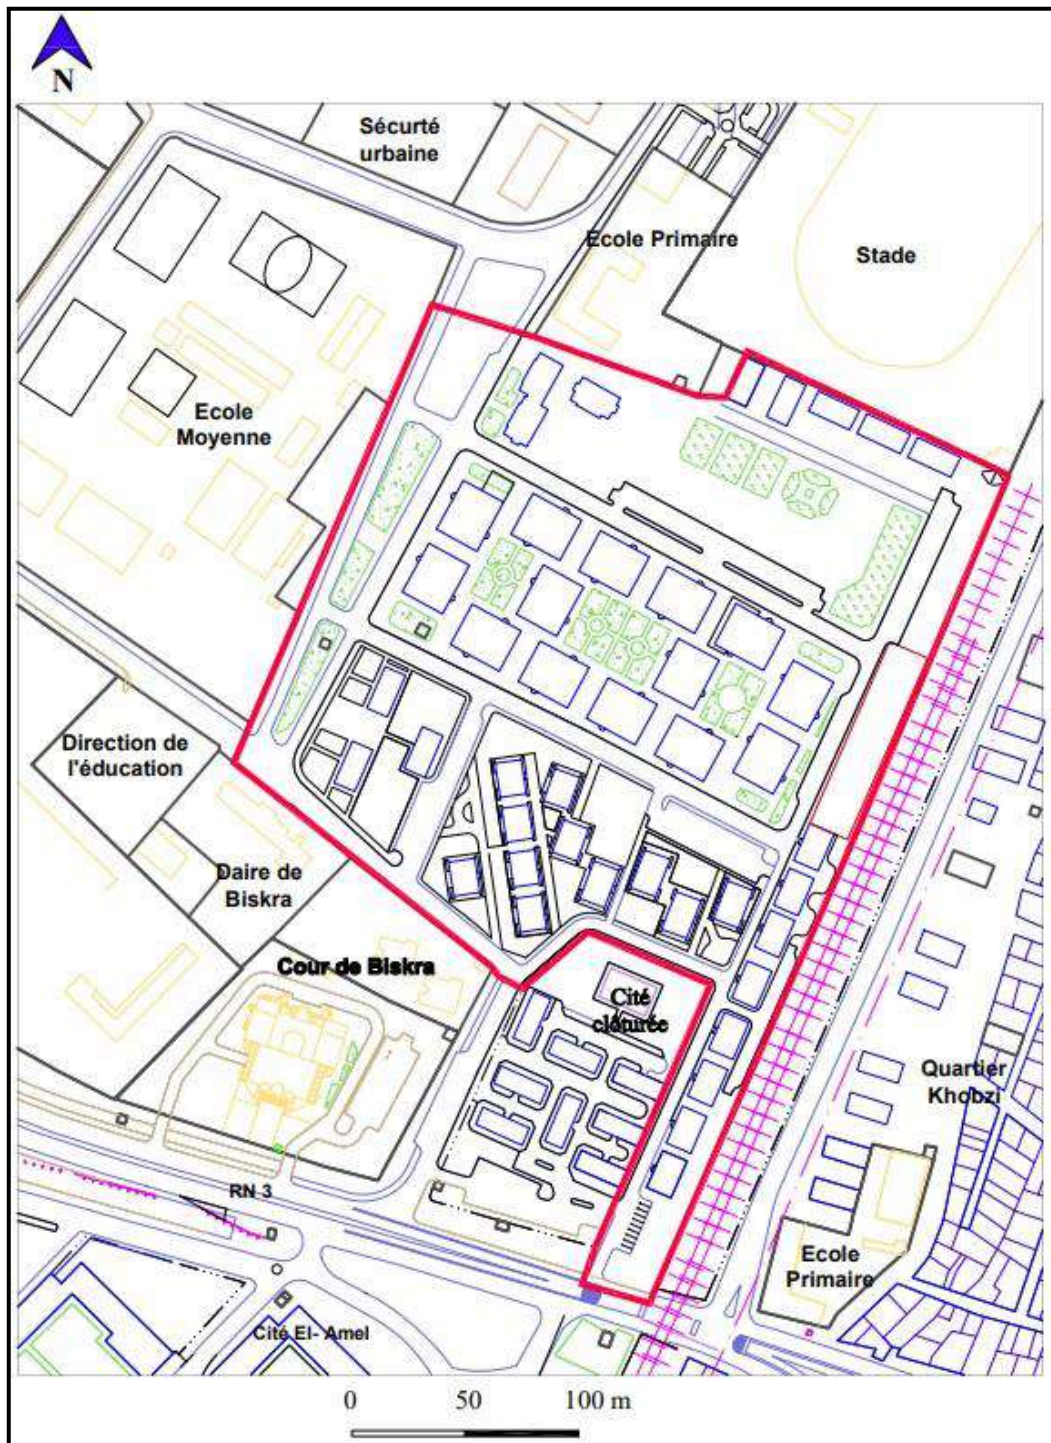 N
Sécurté
urbaine
Ecole Primaire
Stade
Ecole
Moyenne
Direction de
l'éducation
Daire de
Biskra
Cour de Biskra
Cité
clôturée
Quartier
Khobzi
RN 3
Ecole
Primaire
Cité El- Amel
0 50 100 m